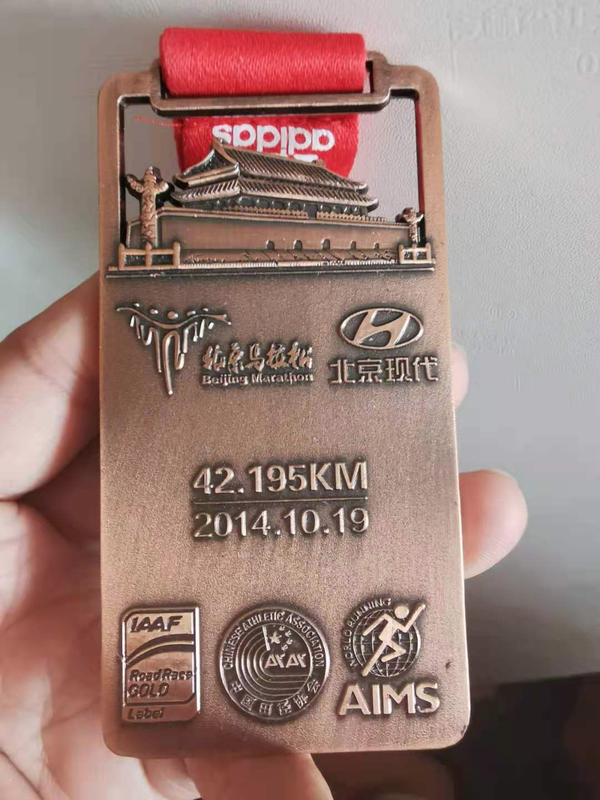 adidas
北京马拉松
Beijing Marathon
北京现代
42.195KM
2014.10.19
IAAF
Road Race
GOLD
Label
CHINESE ATHLETIC ASSOCIATION
中国田径协会
WORLD RUNNING
AIMS